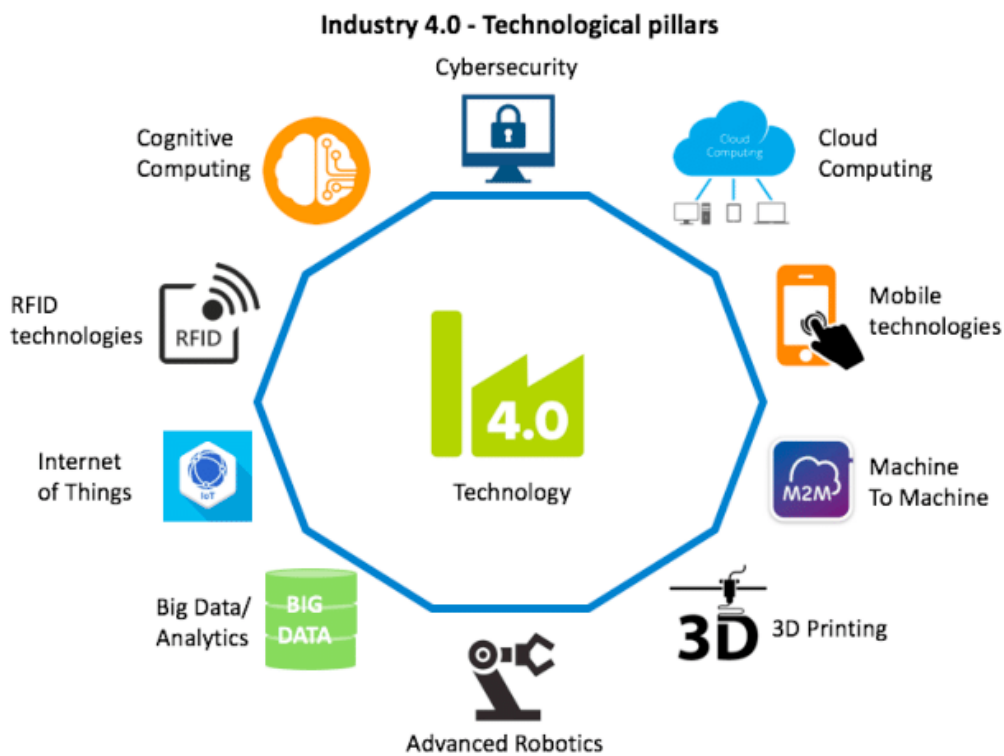 Industry 4.0 - Technological pillars
Cybersecurity
Cognitive
Computing
Cloud
Computing
Cloud
Computing
RFID
technologies
RFID
Mobile
technologies
4.0
Technology
Internet
of Things
IoT
M2M
Machine
To Machine
Big Data/
Analytics
BIG
DATA
3D
3D Printing
Advanced Robotics